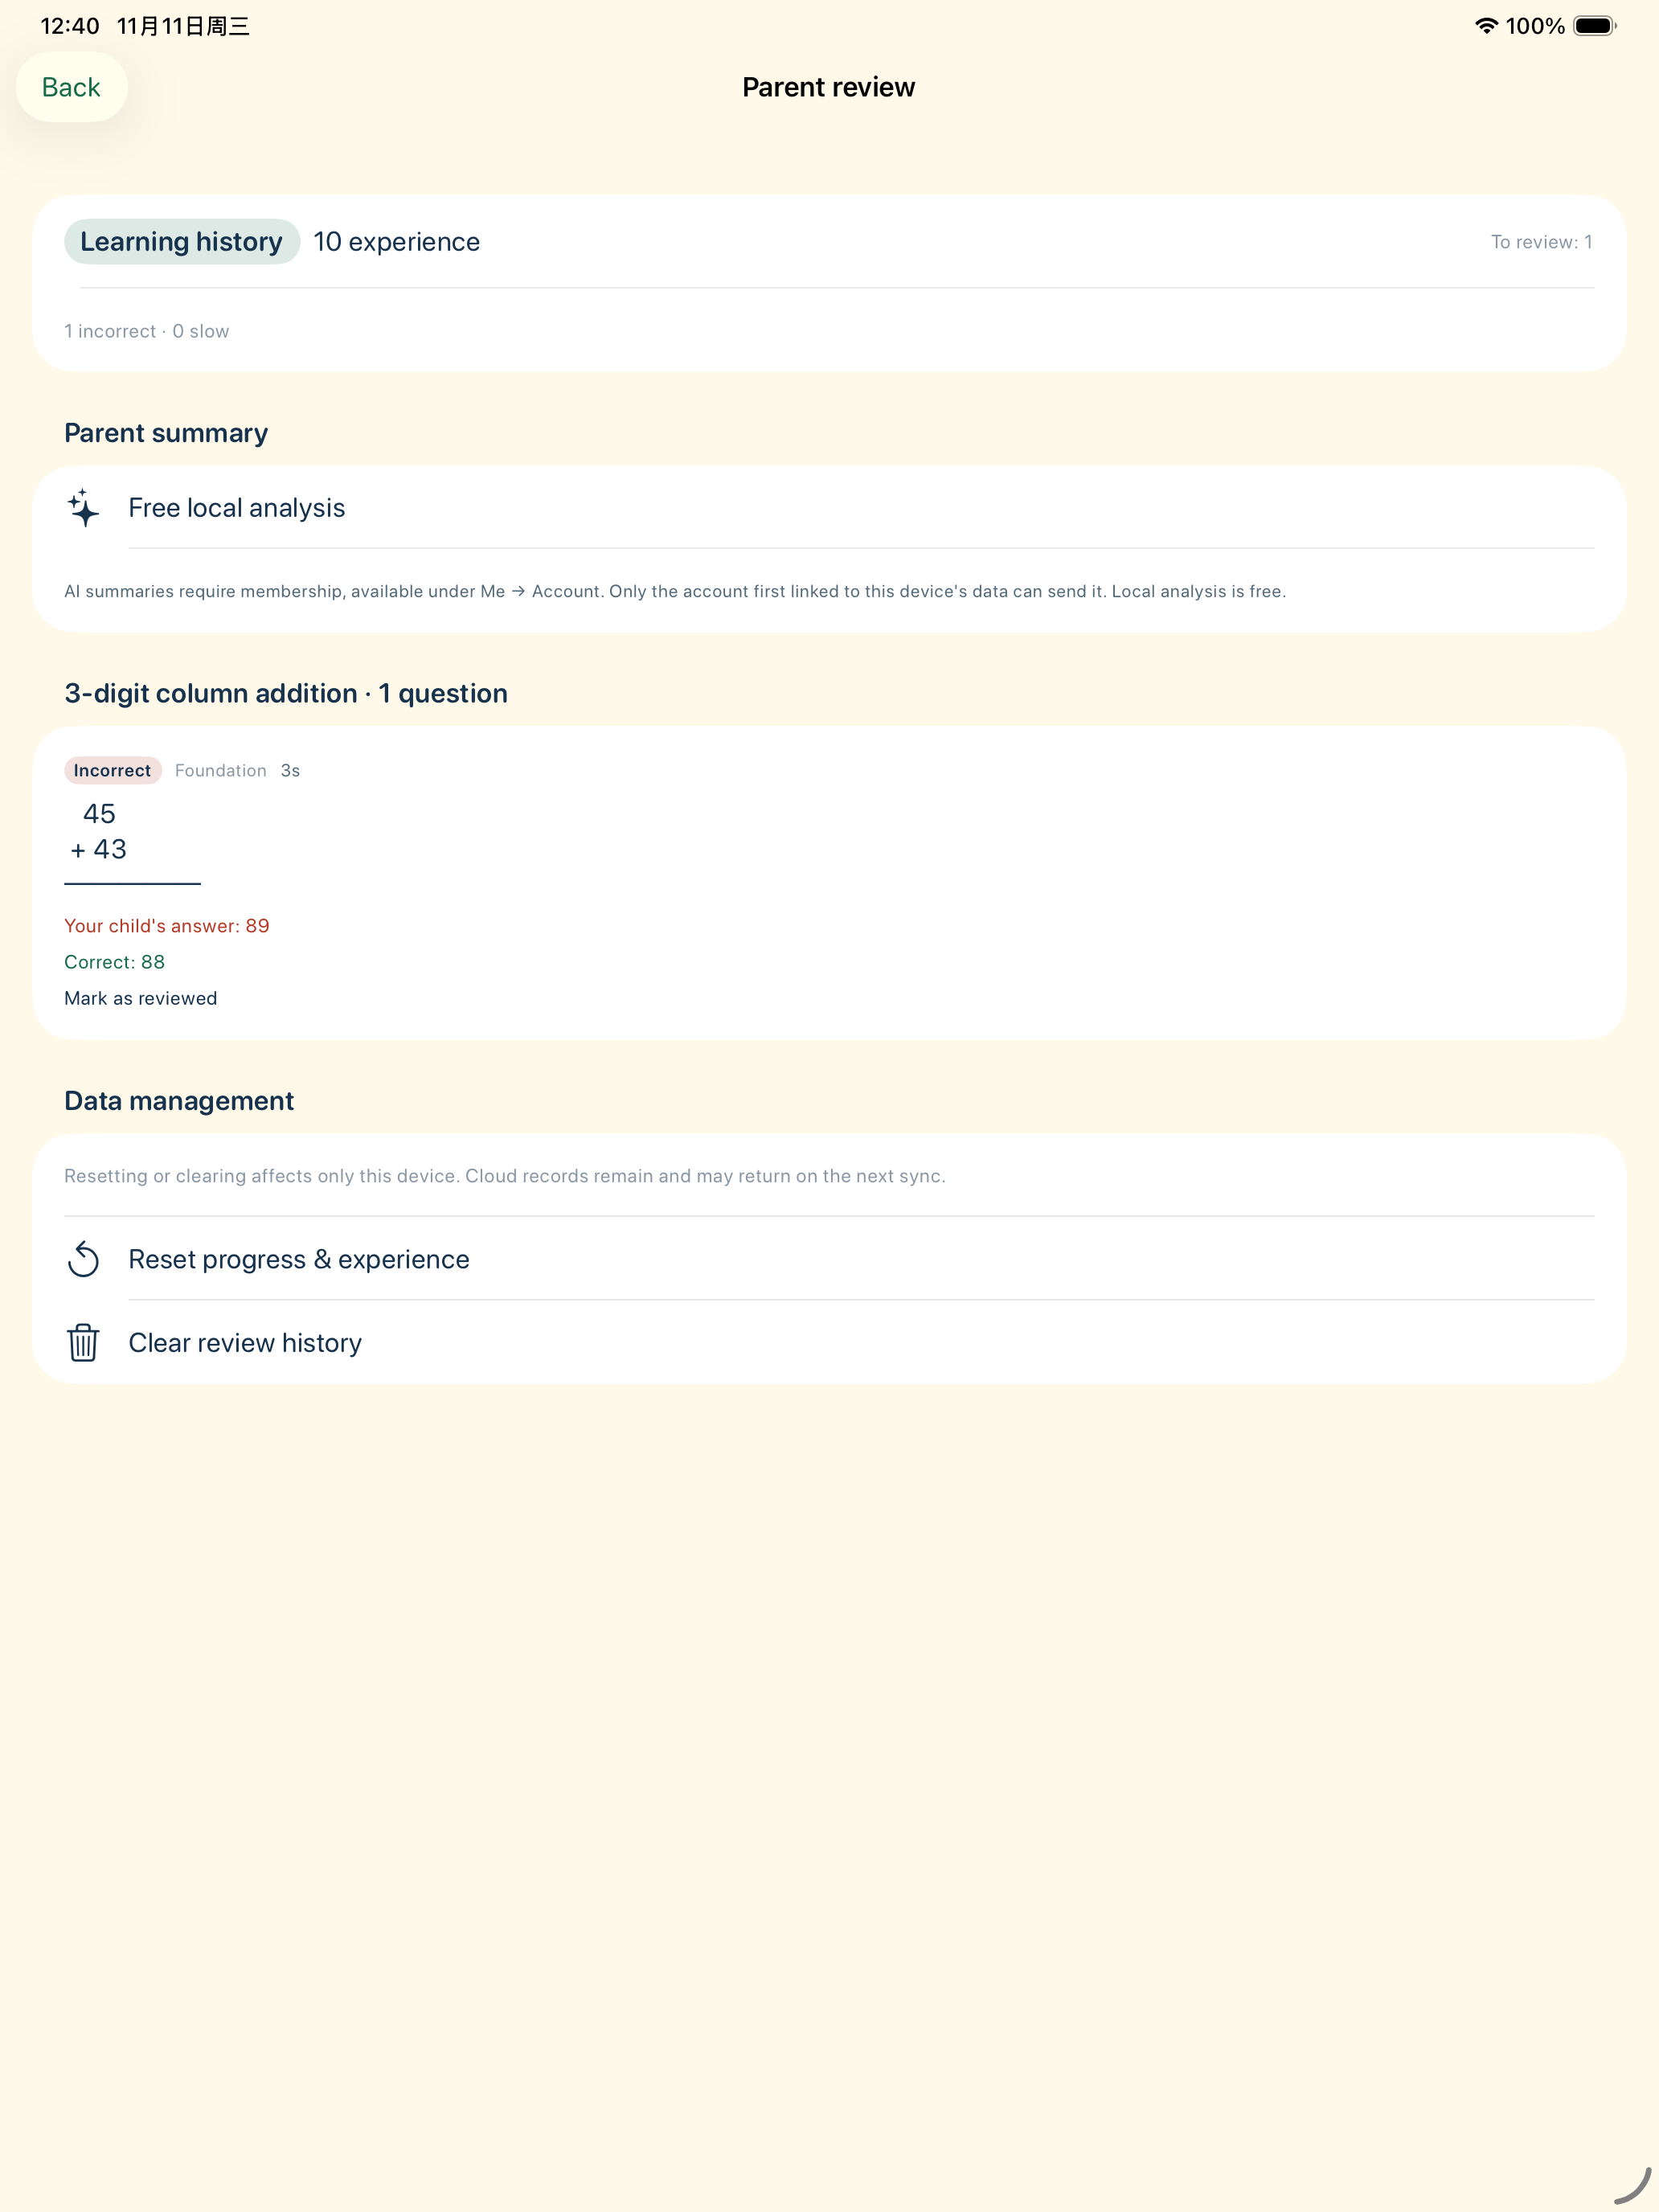 12:40 11月11日周三
100%
Back
Parent review
Learning history 10 experience
To review: 1
1 incorrect · 0 slow
Parent summary
Free local analysis
AI summaries require membership, available under Me → Account. Only the account first linked to this device's data can send it. Local analysis is free.
3-digit column addition · 1 question
Incorrect Foundation 3s
45
+ 43
Your child's answer: 89
Correct: 88
Mark as reviewed
Data management
Resetting or clearing affects only this device. Cloud records remain and may return on the next sync.
Reset progress & experience
Clear review history